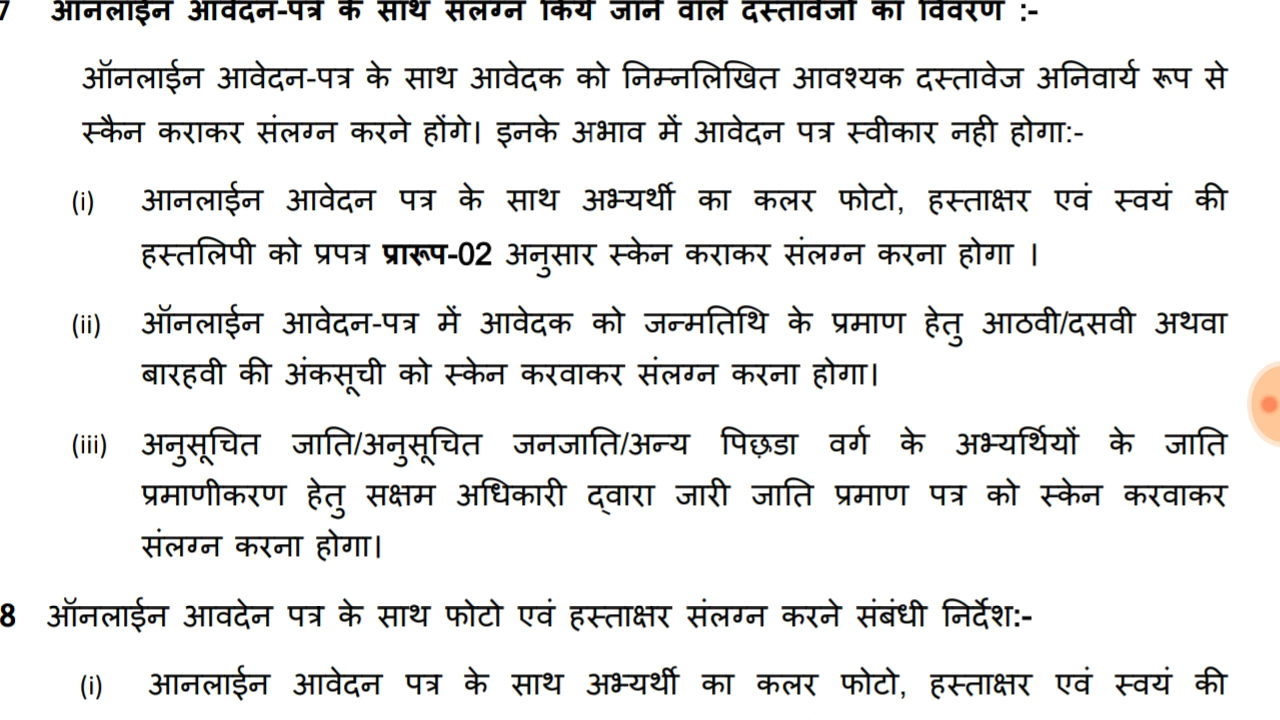 7 आनलाईन आवेदन-पत्र के साथ संलग्न किये जाने वाले दस्तावेजों का विवरण :-
ऑनलाईन आवेदन-पत्र के साथ आवेदक को निम्नलिखित आवश्यक दस्तावेज अनिवार्य रूप से
स्कैन कराकर संलग्न करने होंगे। इनके अभाव में आवेदन पत्र स्वीकार नही होगा:-
(i) आनलाईन आवेदन पत्र के साथ अभ्यर्थी का कलर फोटो, हस्ताक्षर एवं स्वयं की
हस्तलिपी को प्रपत्र प्रारूप-02 अनुसार स्केन कराकर संलग्न करना होगा ।
(ii) ऑनलाईन आवेदन-पत्र में आवेदक को जन्मतिथि के प्रमाण हेतु आठवी/दसवी अथवा
बारहवी की अंकसूची को स्केन करवाकर संलग्न करना होगा।
(iii) अनुसूचित जाति/अनुसूचित जनजाति/अन्य पिछडा वर्ग के अभ्यर्थियों के जाति
प्रमाणीकरण हेतु सक्षम अधिकारी द्वारा जारी जाति प्रमाण पत्र को स्केन करवाकर
संलग्न करना होगा।
8 ऑनलाईन आवदेन पत्र के साथ फोटो एवं हस्ताक्षर संलग्न करने संबंधी निर्देश:-
(i) आनलाईन आवेदन पत्र के साथ अभ्यर्थी का कलर फोटो, हस्ताक्षर एवं स्वयं की